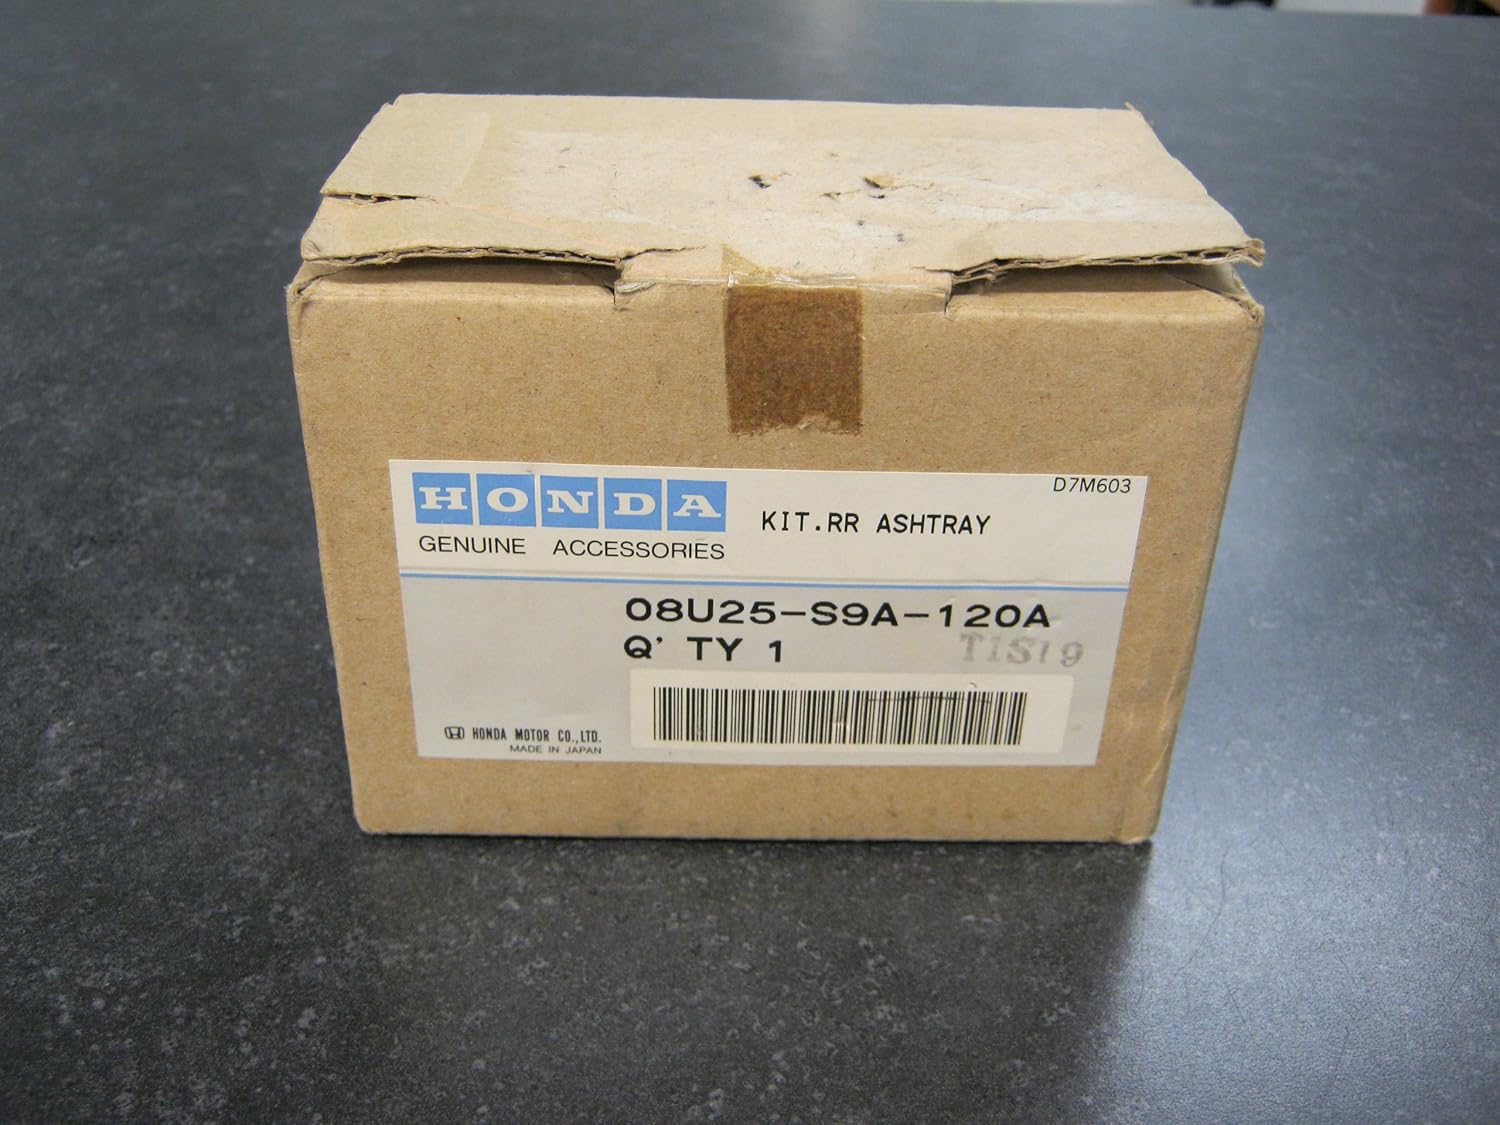 D7M603
HONDA
KIT.RR ASHTRAY
GENUINE ACCESSORIES
08U25-S9A-120A
Q' TY 1
T1S19
HONDA MOTOR CO.,LTD.
MADE IN JAPAN